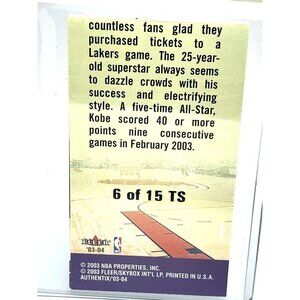 countless fans glad they
purchased tickets to a
Lakers game. The 25-year-
old superstar always seems
to dazzle crowds with his
success and electrifying
style. A five-time All-Star,
Kobe scored 40 or more
points nine consecutive
games in February 2003.
6 of 15 TS
FLEER
'03-04
© 2003 NBA PROPERTIES, INC.
© 2003 FLEER/SKYBOX INT'L LP, PRINTED IN U.S.A.
AUTHENTIX/'03-04